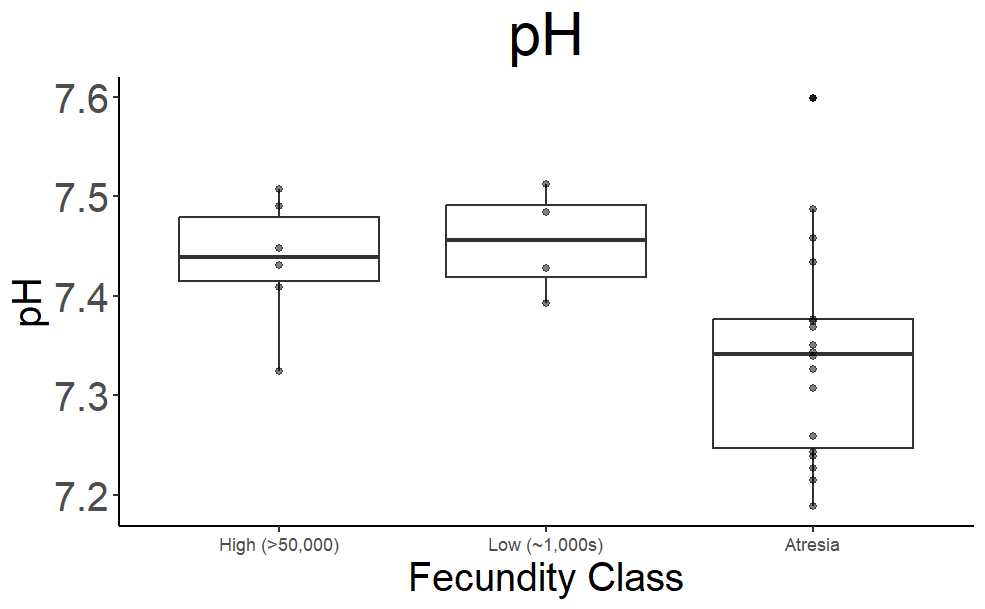 pH
7.6
7.5
7.4
7.3
7.2
pH
High (>50,000)
Low (~1,000s)
Atresia
Fecundity Class